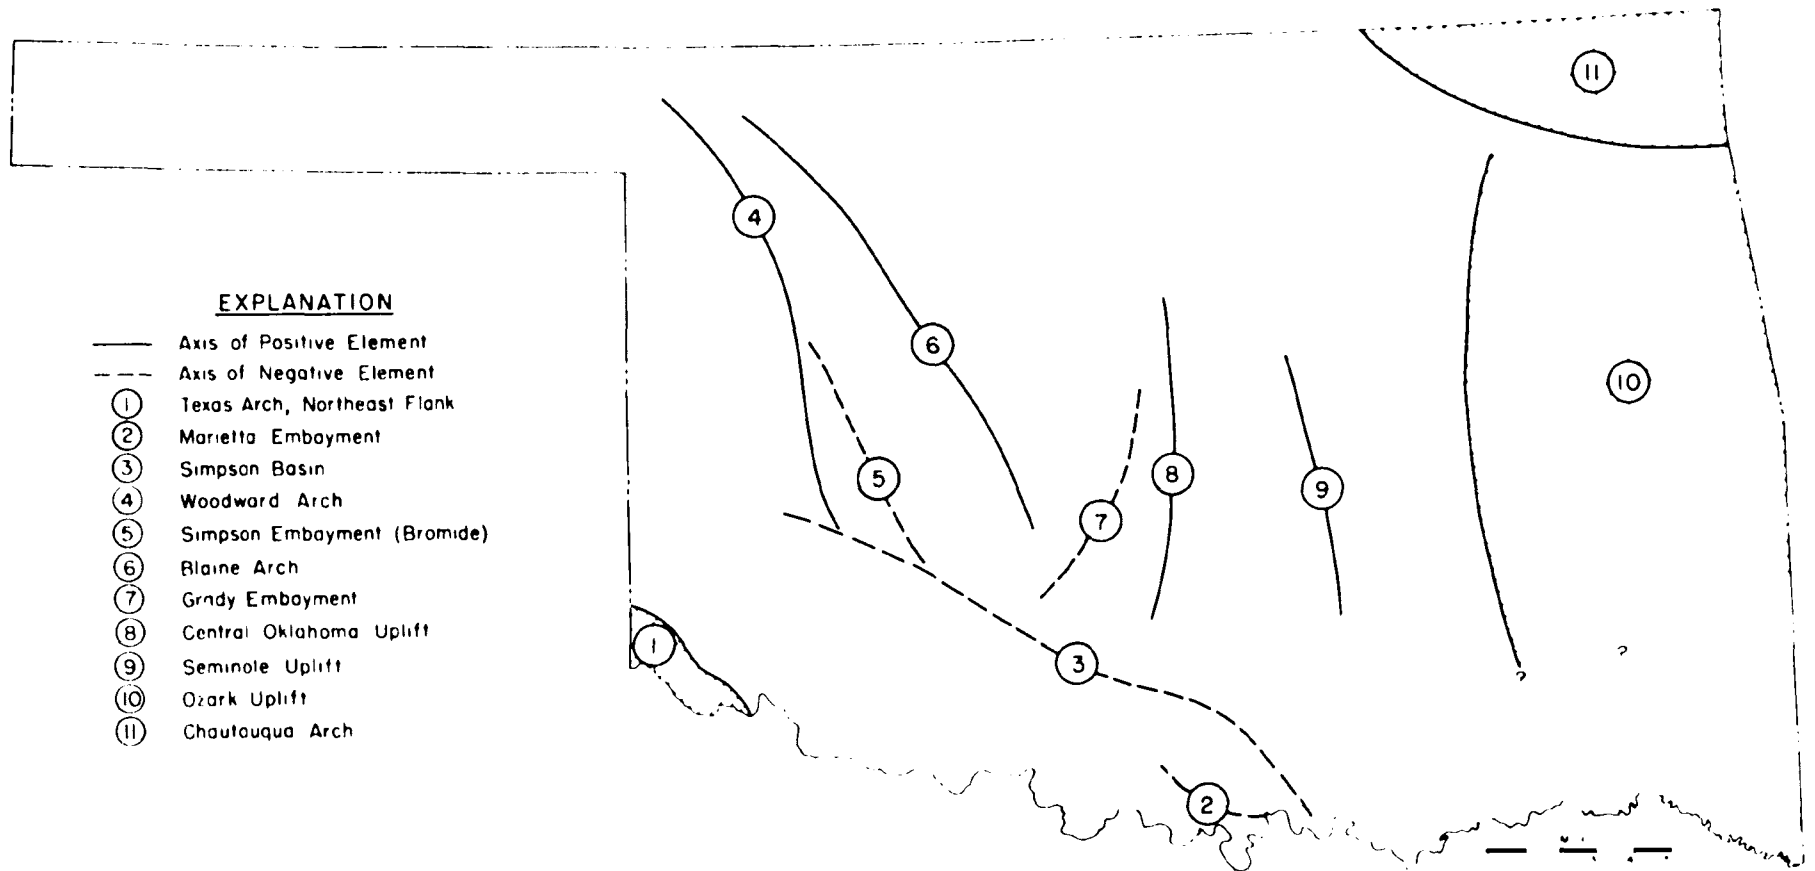 11
4
6
10
5
8
9
7
1
3
2
?
?
EXPLANATION
Axis of Positive Element
Axis of Negative Element
1 Texas Arch, Northeast Flank
2 Marietta Embayment
3 Simpson Basin
4 Woodward Arch
5 Simpson Embayment (Bromide)
6 Blaine Arch
7 Grady Embayment
8 Central Oklahoma Uplift
9 Seminole Uplift
10 Ozark Uplift
11 Chautauqua Arch